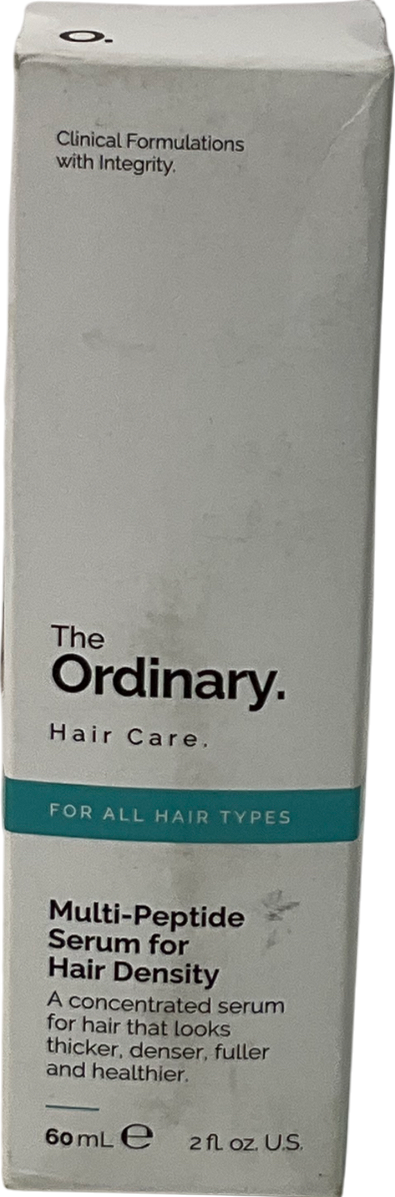 O.
Clinical Formulations
with Integrity.
The
Ordinary.
Hair Care.
FOR ALL HAIR TYPES
Multi-Peptide
Serum for
Hair Density
A concentrated serum
for hair that looks
thicker, denser, fuller
and healthier.
60 mL ℮ 2 fl. oz. U.S.